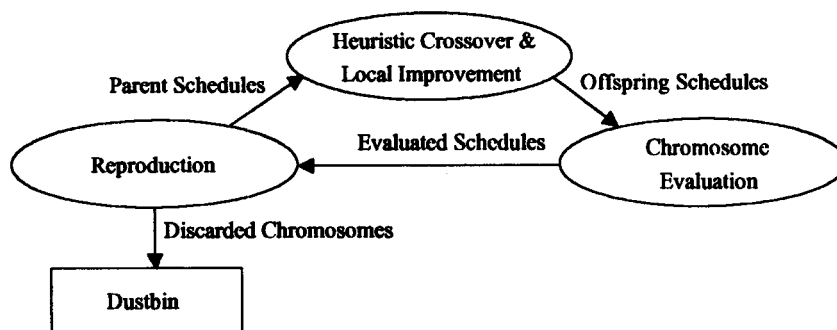 Heuristic Crossover &
Local Improvement
Parent Schedules
Offspring Schedules
Evaluated Schedules
Reproduction
Chromosome
Evaluation
Discarded Chromosomes
Dustbin